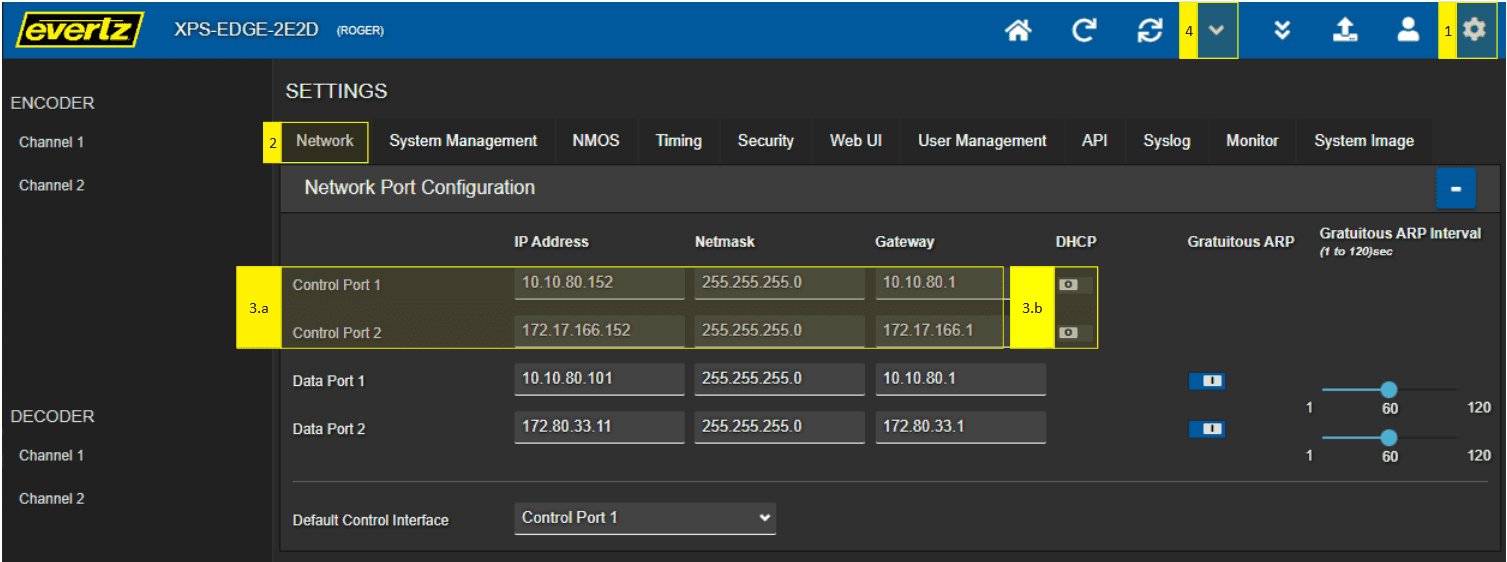 evertz XPS-EDGE-2E2D (ROGER) 4 1
ENCODER
Channel 1
Channel 2
DECODER
Channel 1
Channel 2
SETTINGS
2 Network System Management NMOS Timing Security Web UI User Management API Syslog Monitor System Image
Network Port Configuration -
IP Address Netmask Gateway DHCP Gratuitous ARP Gratuitous ARP Interval
(1 to 120)sec
3.a 3.b
Control Port 1 10.10.80.152 255.255.255.0 10.10.80.1
Control Port 2 172.17.166.152 255.255.255.0 172.17.166.1
Data Port 1 10.10.80.101 255.255.255.0 10.10.80.1
1 60 120
Data Port 2 172.80.33.11 255.255.255.0 172.80.33.1
1 60 120
Default Control Interface Control Port 1